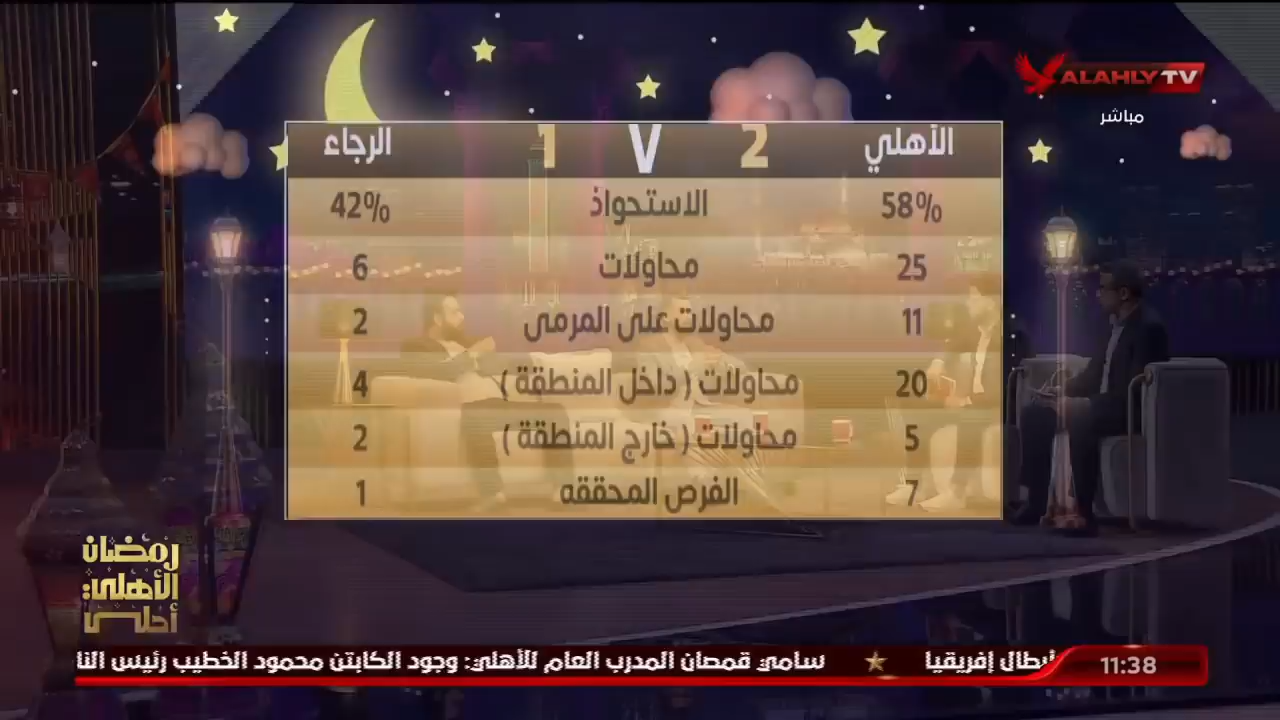 ALAHLY TV
مباشر
الأهلي 2 V 1 الرجاء
58% الاستحواذ 42%
25 محاولات 6
11 محاولات على المرمى 2
20 محاولات ( داخل المنطقة ) 4
5 محاولات ( خارج المنطقة ) 2
7 الفرص المحققه 1
رمضان
الأهلي:
أحلى
11:38 أبطال إفريقيا ★ سامي قمصان المدرب العام للأهلي: وجود الكابتن محمود الخطيب رئيس النا